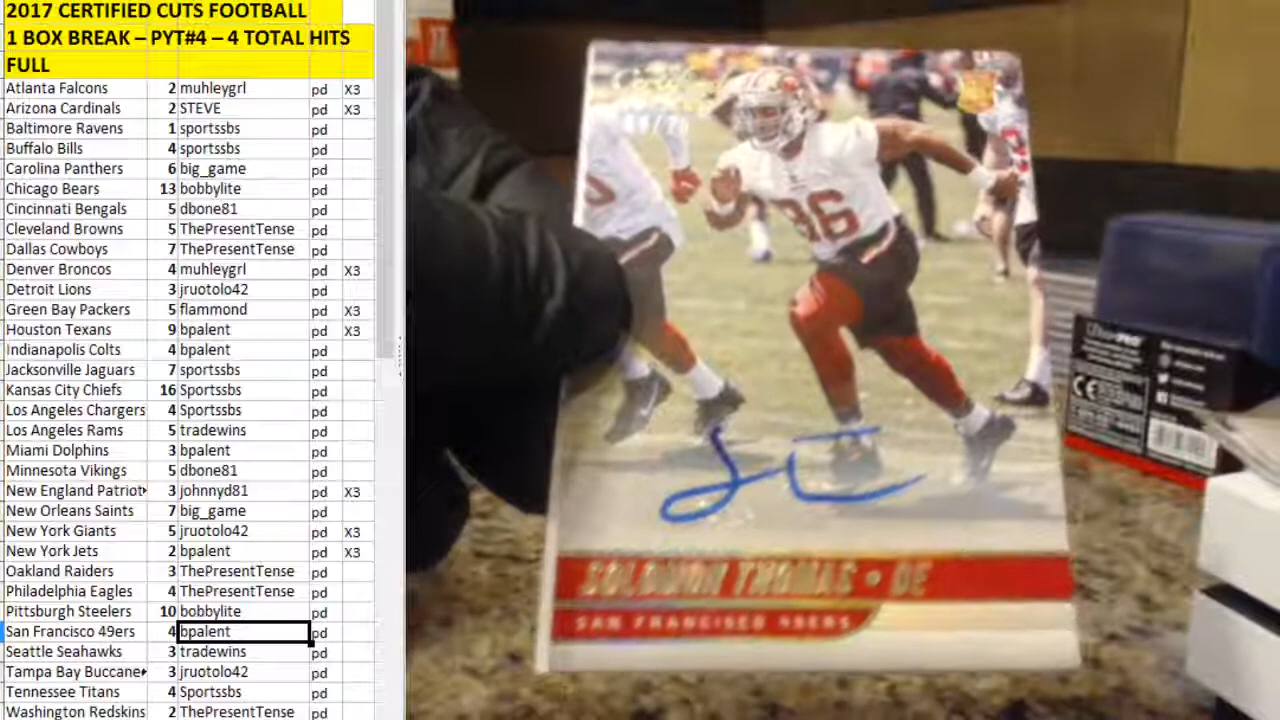 2017 CERTIFIED CUTS FOOTBALL
1 BOX BREAK – PYT#4 – 4 TOTAL HITS
FULL
Atlanta Falcons 2 muhleygrl pd X3
Arizona Cardinals 2 STEVE pd X3
Baltimore Ravens 1 sportssbs pd
Buffalo Bills 4 sportssbs pd
Carolina Panthers 6 big_game pd
Chicago Bears 13 bobbylite pd
Cincinnati Bengals 5 dbone81 pd
Cleveland Browns 5 ThePresentTense pd
Dallas Cowboys 7 ThePresentTense pd
Denver Broncos 4 muhleygrl pd X3
Detroit Lions 3 jruotolo42 pd
Green Bay Packers 5 flammond pd X3
Houston Texans 9 bpalent pd X3
Indianapolis Colts 4 bpalent pd
Jacksonville Jaguars 7 sportssbs pd
Kansas City Chiefs 16 Sportssbs pd
Los Angeles Chargers 4 Sportssbs pd
Los Angeles Rams 5 tradewins pd
Miami Dolphins 3 bpalent pd
Minnesota Vikings 5 dbone81 pd
New England Patriot 3 johnnyd81 pd X3
New Orleans Saints 7 big_game pd
New York Giants 5 jruotolo42 pd X3
New York Jets 2 bpalent pd X3
Oakland Raiders 3 ThePresentTense pd
Philadelphia Eagles 4 ThePresentTense pd
Pittsburgh Steelers 10 bobbylite pd
San Francisco 49ers 4 bpalent pd
Seattle Seahawks 3 tradewins pd
Tampa Bay Buccane 3 jruotolo42 pd
Tennessee Titans 4 Sportssbs pd
Washington Redskins 2 ThePresentTense pd
96
SOLOMON THOMAS • DE
SAN FRANCISCO 49ERS
Ultra PRO
CE